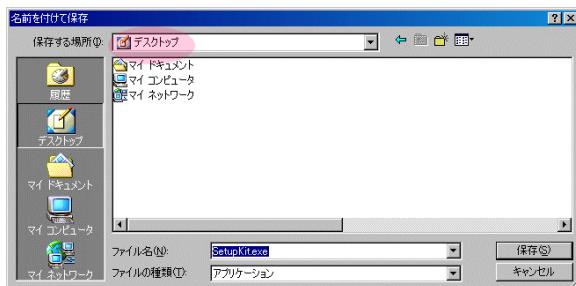 名前を付けて保存
保存する場所(I):
デスクトップ
履歴
デスクトップ
マイ ドキュメント
マイ コンピュータ
マイ ネットワーク
マイ ドキュメント
マイ コンピュータ
マイ ネットワーク
ファイル名(N):
SetupKit.exe
保存(S)
ファイルの種類(T):
アプリケーション
キャンセル